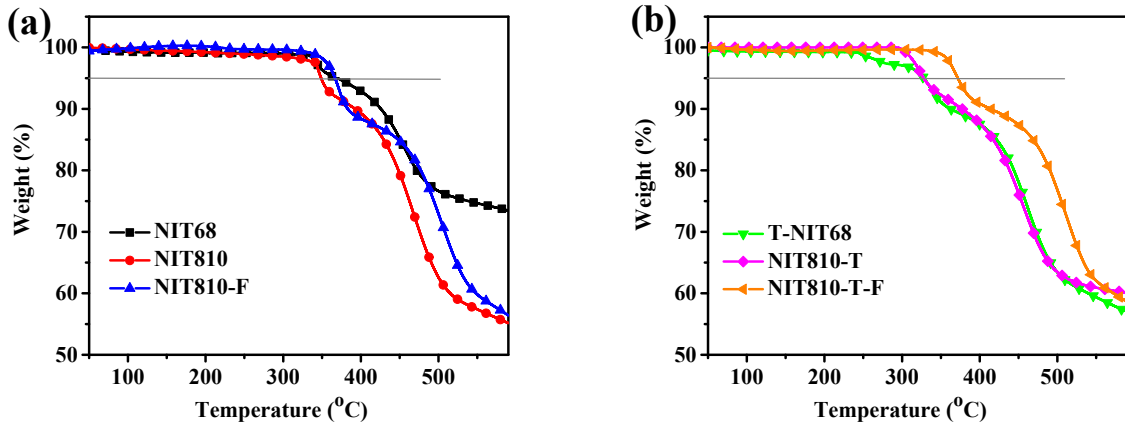 (a)
Weight (%)
100
90
80
70
60
50
NIT68
NIT810
NIT810-F
100
200
300
400
500
Temperature (°C)
(b)
Weight (%)
100
90
80
70
60
50
T-NIT68
NIT810-T
NIT810-T-F
100
200
300
400
500
Temperature (°C)